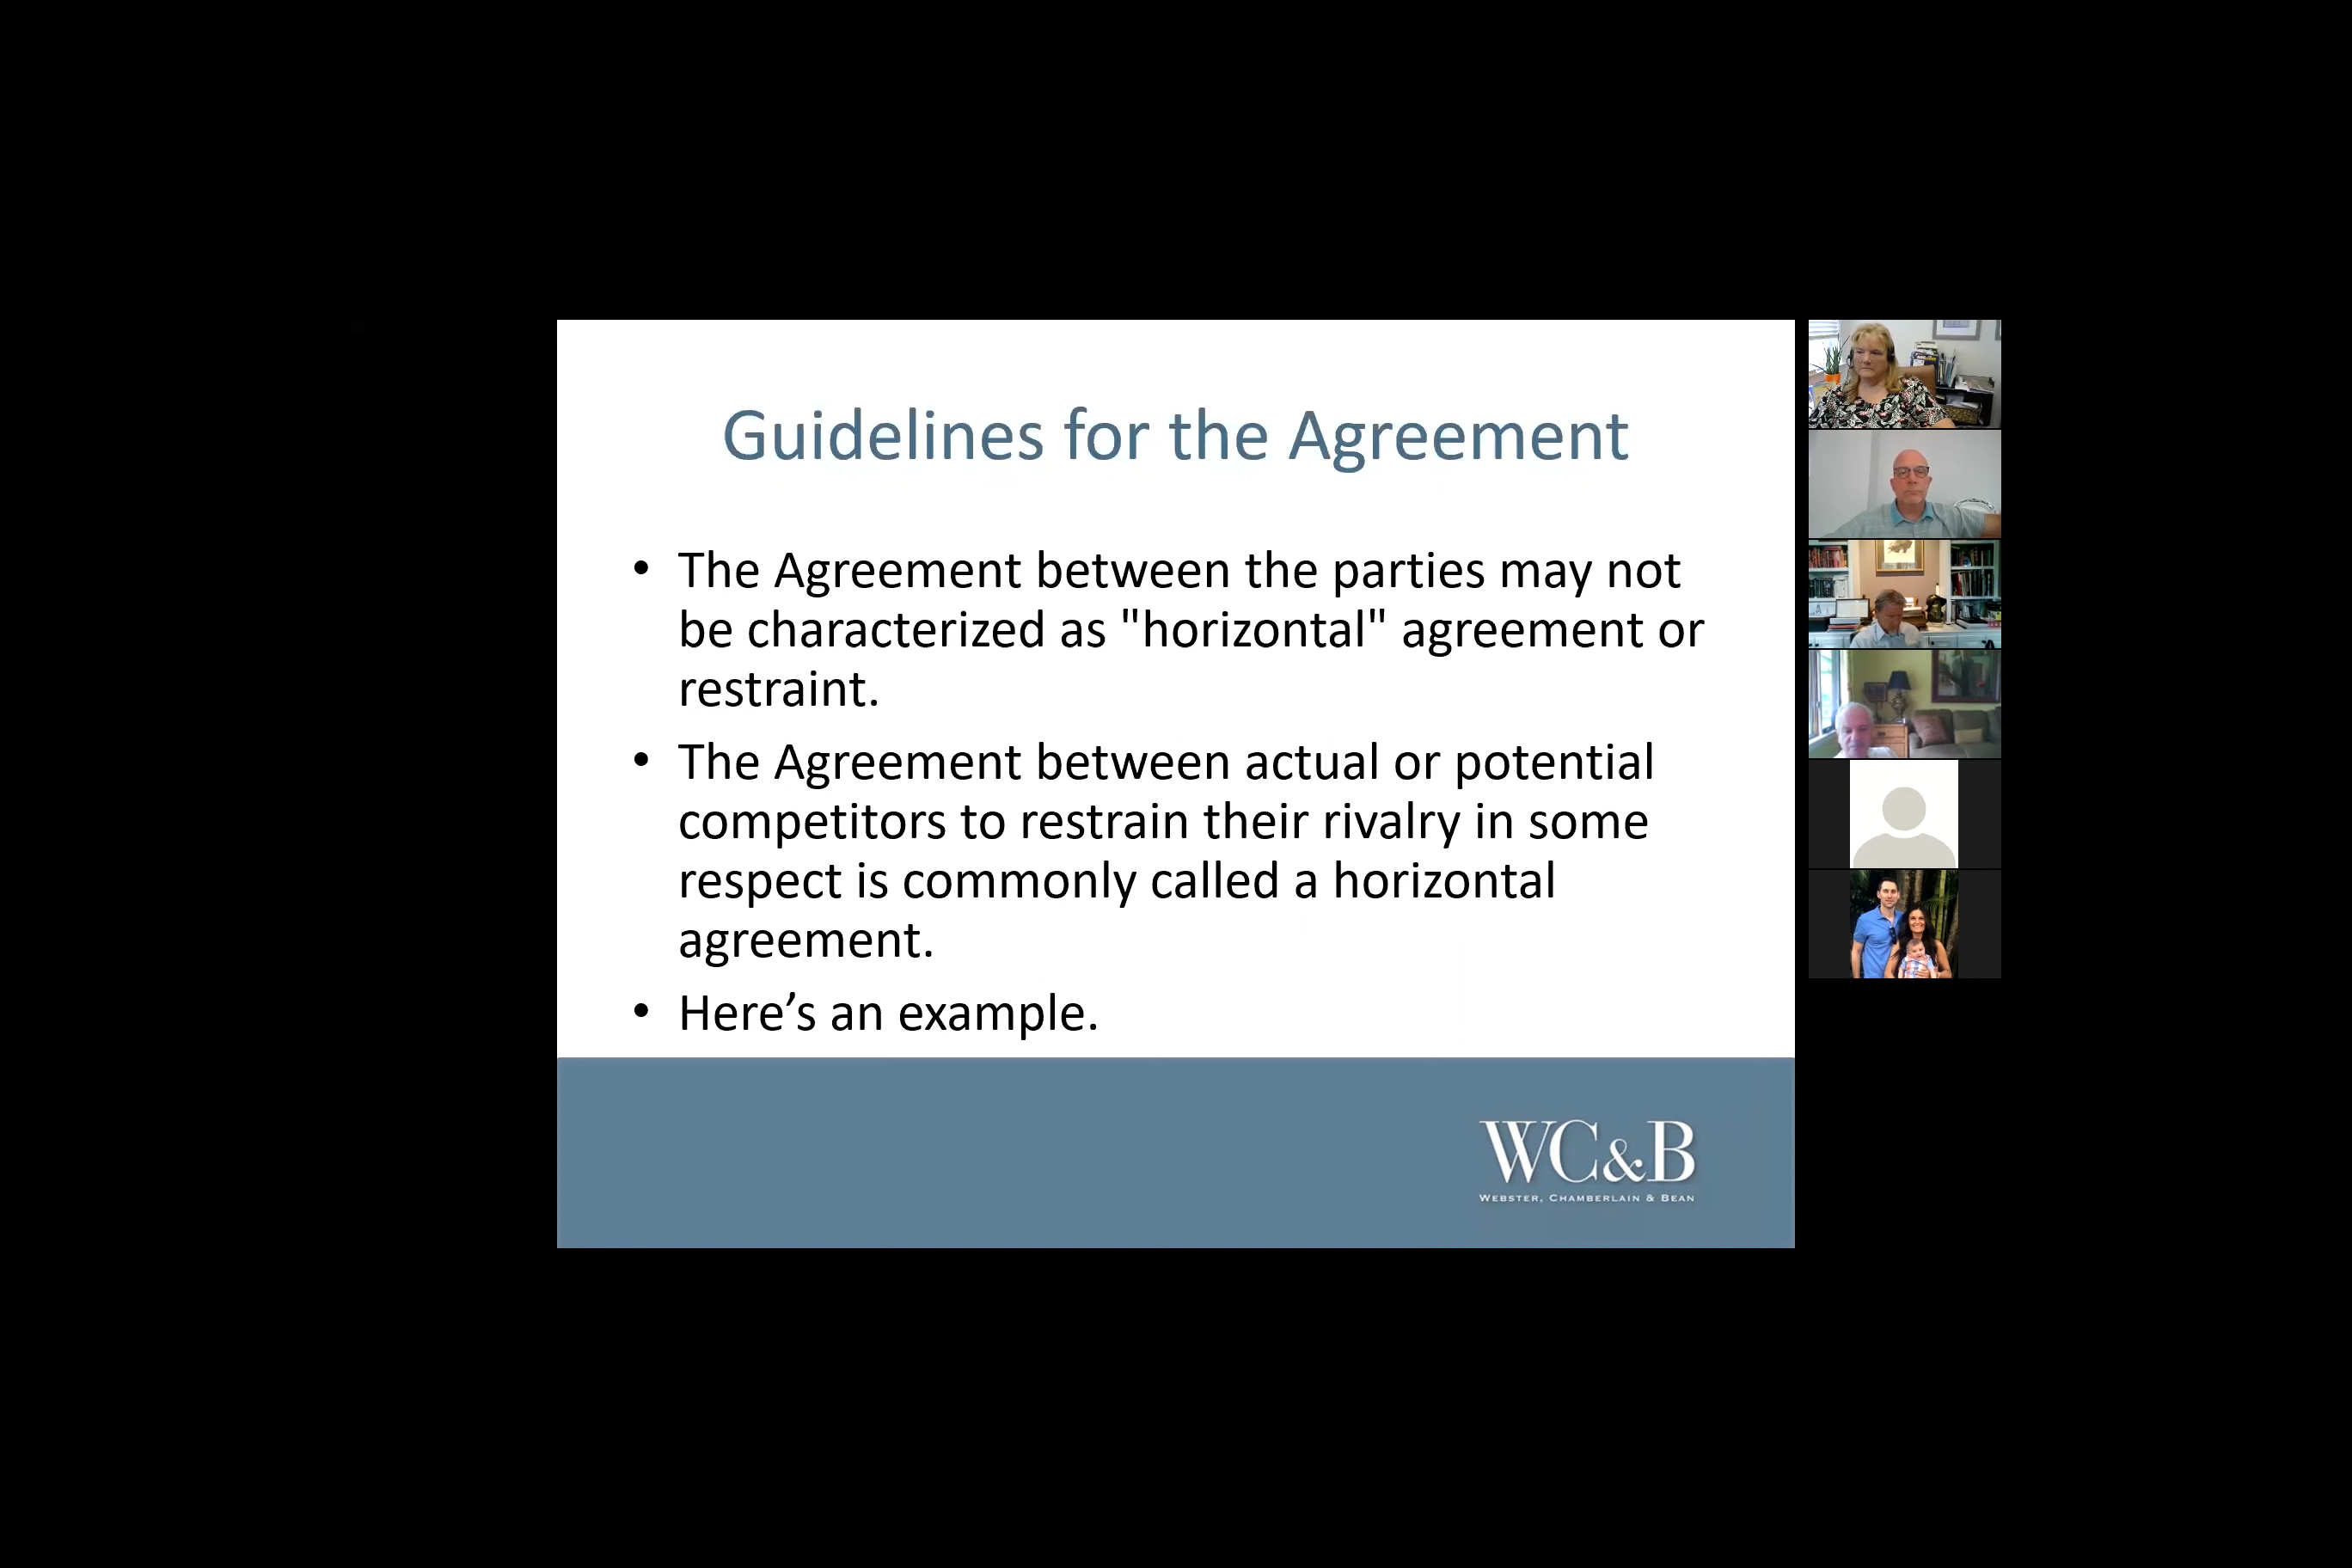 Guidelines for the Agreement
• The Agreement between the parties may not
be characterized as "horizontal" agreement or
restraint.
• The Agreement between actual or potential
competitors to restrain their rivalry in some
respect is commonly called a horizontal
agreement.
• Here’s an example.
WC&B
WEBSTER, CHAMBERLAIN & BEAN